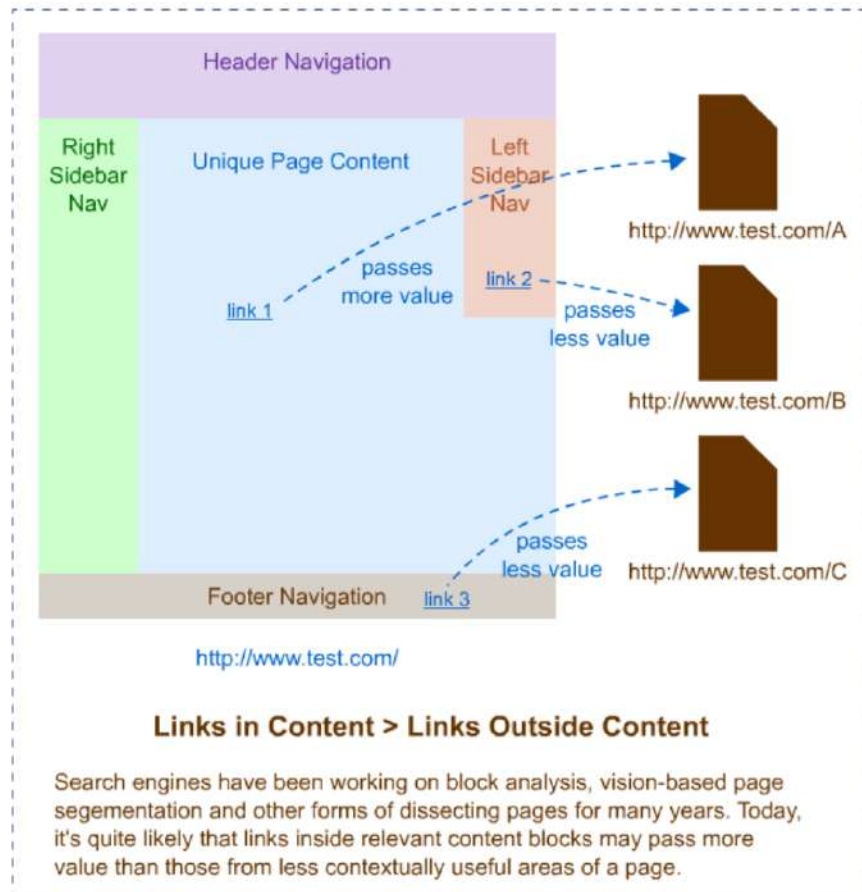 Header Navigation
Right
Sidebar
Nav
Unique Page Content
Left
Sidebar
Nav
http://www.test.com/A
passes
more value
link 1
link 2
passes
less value
http://www.test.com/B
passes
less value
http://www.test.com/C
Footer Navigation
link 3
http://www.test.com/
Links in Content > Links Outside Content
Search engines have been working on block analysis, vision-based page
segementation and other forms of dissecting pages for many years. Today,
it's quite likely that links inside relevant content blocks may pass more
value than those from less contextually useful areas of a page.